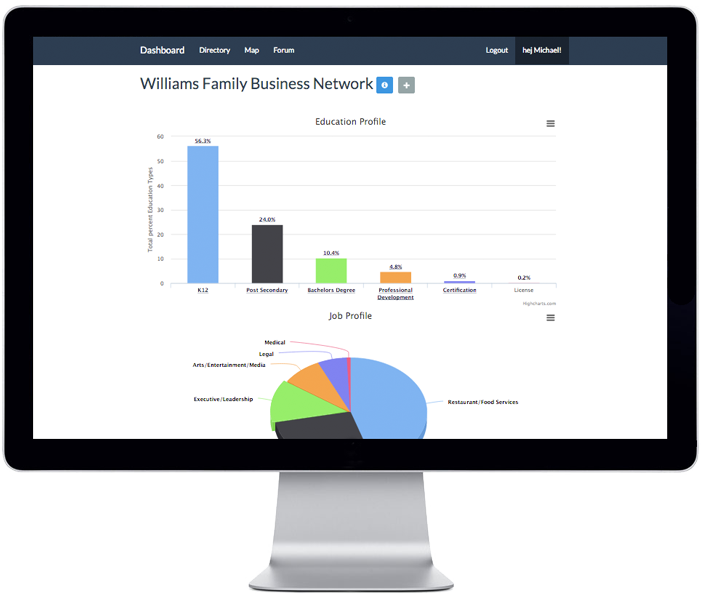 Dashboard Directory Map Forum Logout hej Michael!
Williams Family Business Network
Education Profile
Total percent Education Types
60
50
40
30
20
10
0
56.3%
24.0%
10.4%
4.8%
0.9%
0.2%
K12 Post Secondary Bachelors Degree Professional Development Certification License
Highcharts.com
Job Profile
Medical
Legal
Arts/Entertainment/Media
Executive/Leadership
Restaurant/Food Services